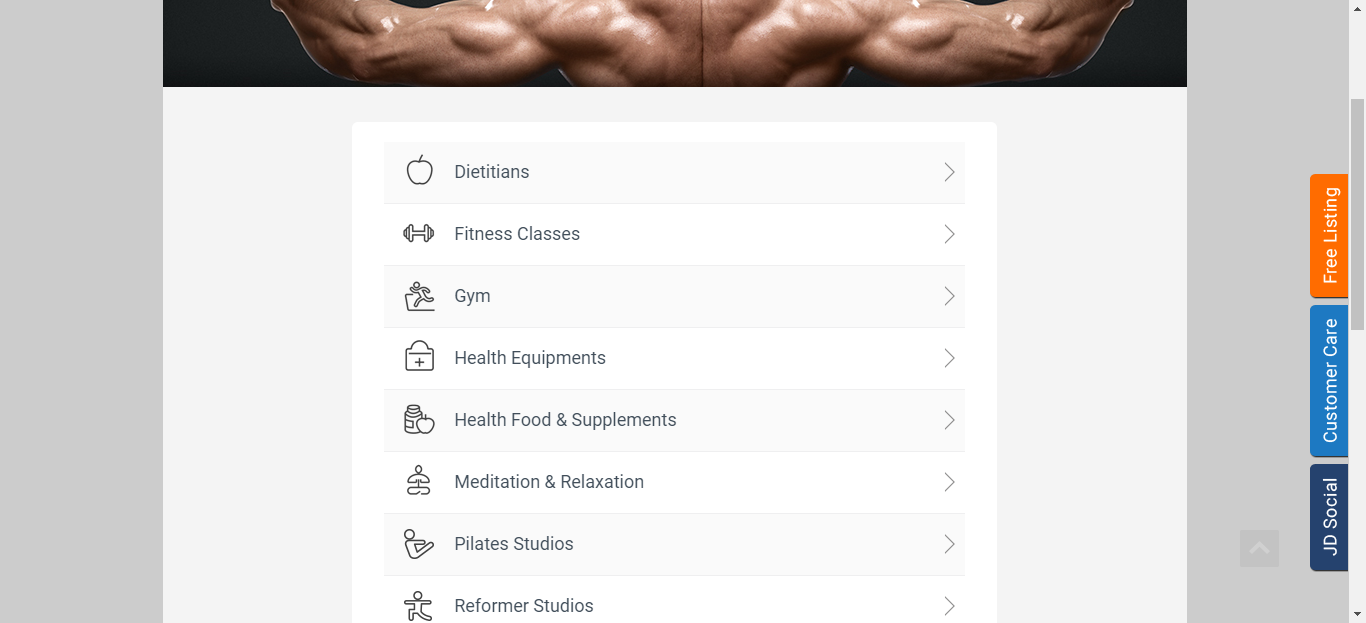 Dietitians
Fitness Classes
Gym
Health Equipments
Health Food & Supplements
Meditation & Relaxation
Pilates Studios
Reformer Studios
Free Listing
Customer Care
JD Social